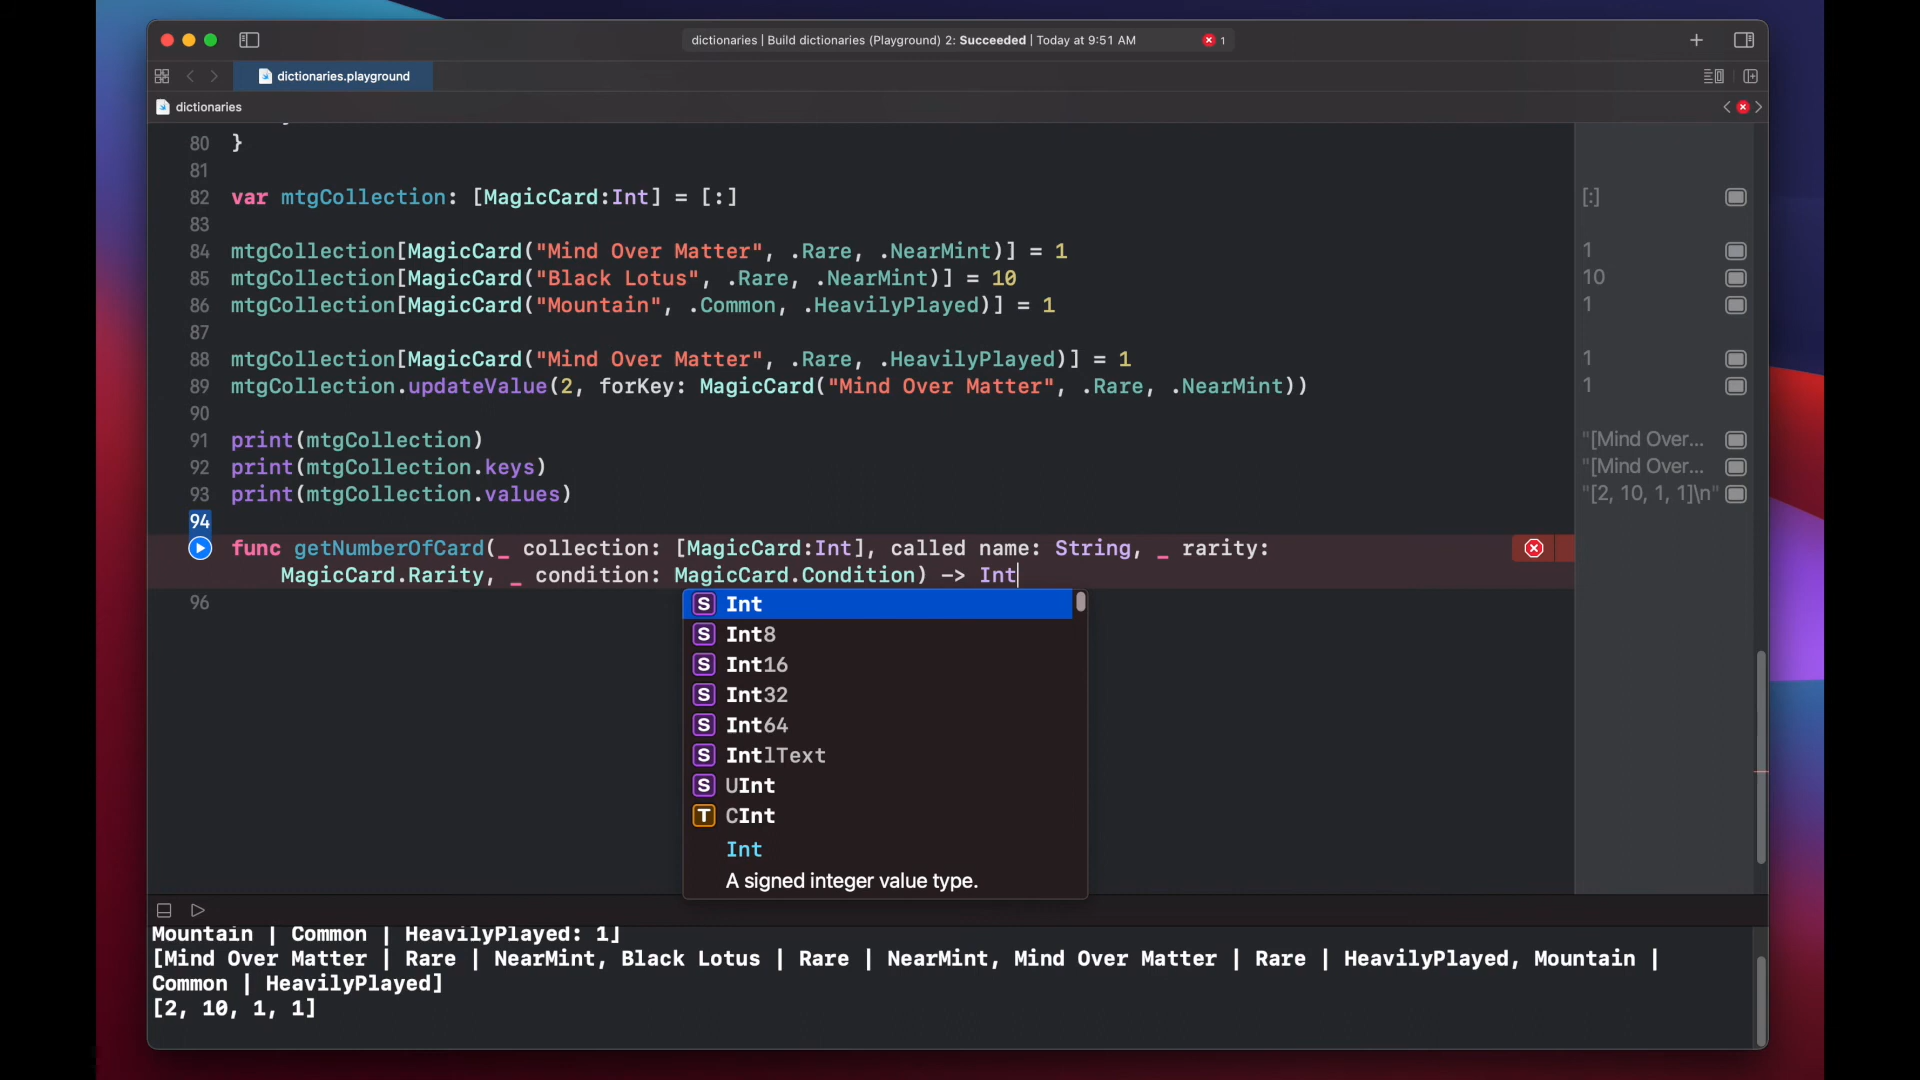 dictionaries | Build dictionaries (Playground) 2: Succeeded | Today at 9:51 AM
1
dictionaries.playground
dictionaries
80 }
81
82 var mtgCollection: [MagicCard:Int] = [:]
[:]
83
84 mtgCollection[MagicCard("Mind Over Matter", .Rare, .NearMint)] = 1
1
85 mtgCollection[MagicCard("Black Lotus", .Rare, .NearMint)] = 10
10
86 mtgCollection[MagicCard("Mountain", .Common, .HeavilyPlayed)] = 1
1
87
88 mtgCollection[MagicCard("Mind Over Matter", .Rare, .HeavilyPlayed)] = 1
1
89 mtgCollection.updateValue(2, forKey: MagicCard("Mind Over Matter", .Rare, .NearMint))
1
90
91 print(mtgCollection)
"[Mind Over...
92 print(mtgCollection.keys)
"[Mind Over...
93 print(mtgCollection.values)
"[2, 10, 1, 1]\n"
94
func getNumberOfCard(_ collection: [MagicCard:Int], called name: String, _ rarity:
MagicCard.Rarity, _ condition: MagicCard.Condition) -> Int
96
S Int
S Int8
S Int16
S Int32
S Int64
S IntlText
S UInt
T CInt
Int
A signed integer value type.
Mountain | Common | HeavilyPlayed: 1]
[Mind Over Matter | Rare | NearMint, Black Lotus | Rare | NearMint, Mind Over Matter | Rare | HeavilyPlayed, Mountain |
Common | HeavilyPlayed]
[2, 10, 1, 1]